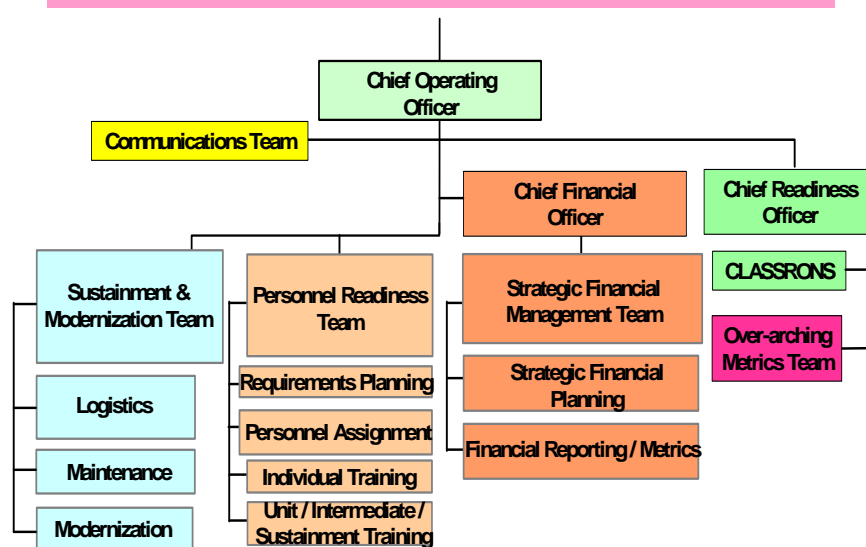 Chief Operating
Officer
Communications Team
Chief Financial
Officer
Chief Readiness
Officer
Sustainment &
Modernization Team
Personnel Readiness
Team
Strategic Financial
Management Team
CLASSRONS
Over-arching
Metrics Team
Requirements Planning
Strategic Financial
Planning
Logistics
Personnel Assignment
Financial Reporting / Metrics
Maintenance
Individual Training
Modernization
Unit / Intermediate /
Sustainment Training